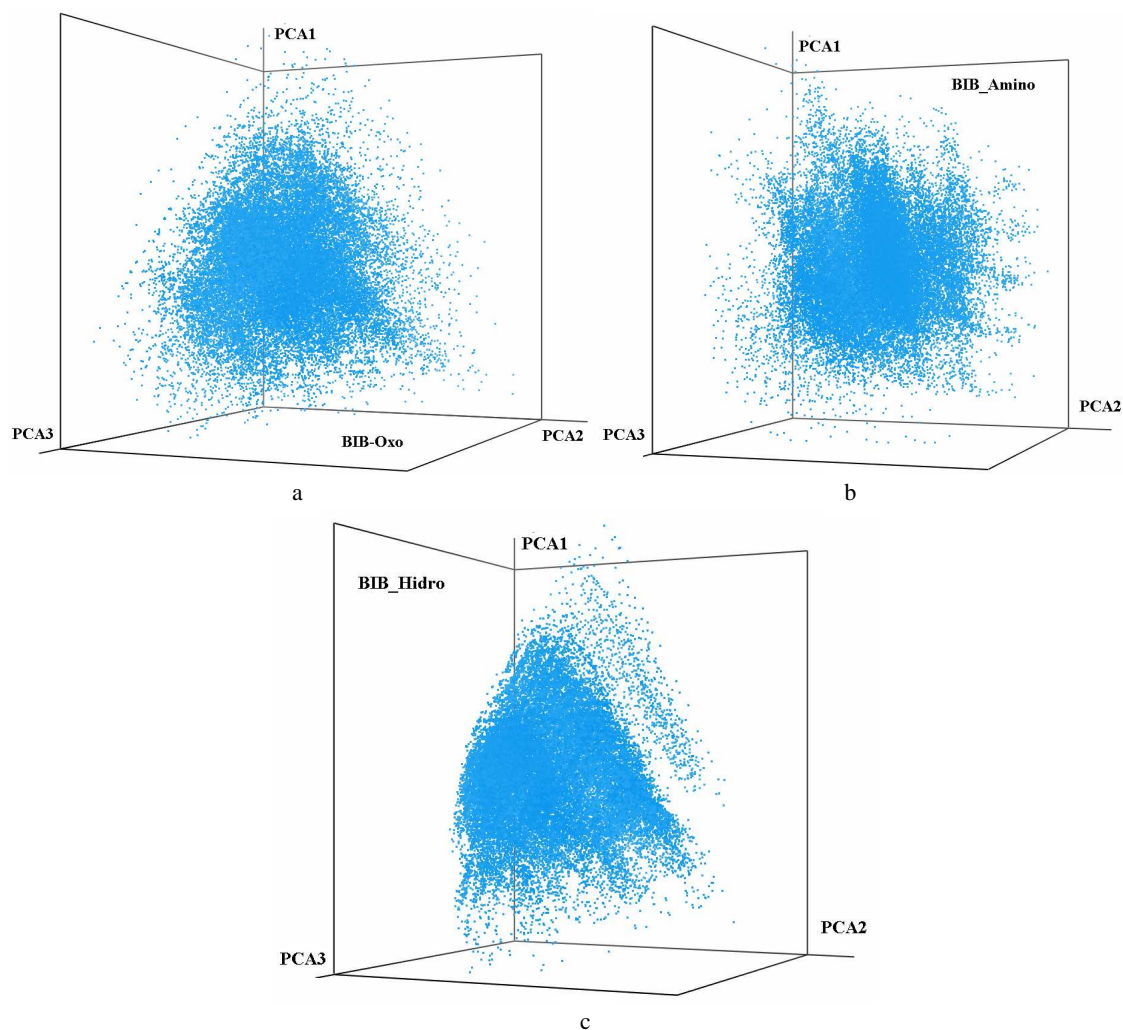 PCA1
PCA3
BIB-Oxo
PCA2
a
PCA1
BIB_Amino
PCA2
PCA3
b
PCA1
BIB_Hidro
PCA2
PCA3
c